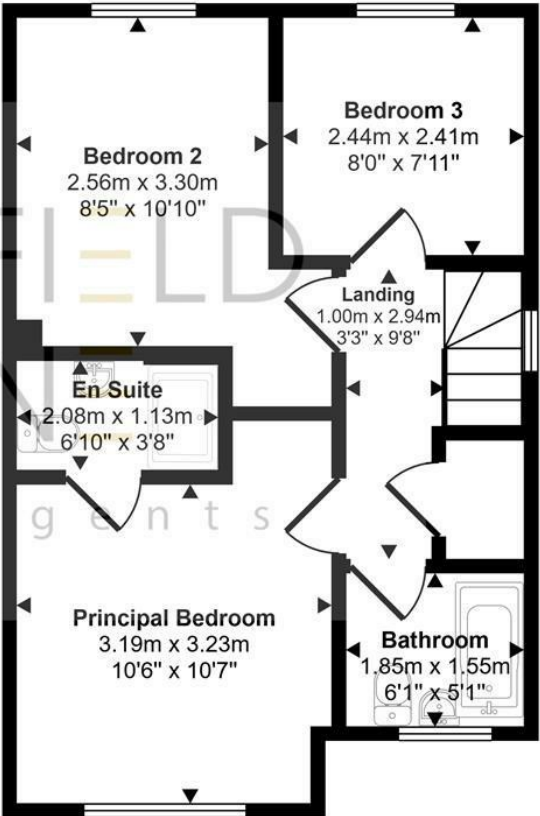 Bedroom 2
2.56m x 3.30m
8'5" x 10'10"
Bedroom 3
2.44m x 2.41m
8'0" x 7'11"
Landing
1.00m x 2.94m
3'3" x 9'8"
En Suite
2.08m x 1.13m
6'10" x 3'8"
Principal Bedroom
3.19m x 3.23m
10'6" x 10'7"
Bathroom
1.85m x 1.55m
6'1" x 5'1"
FIELD
gents